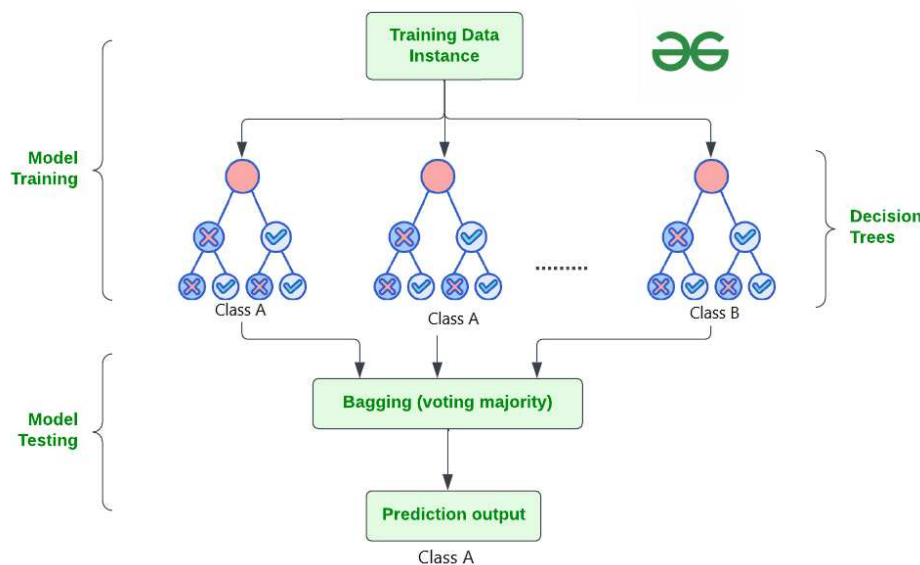 Training Data
Instance
Model
Training
Decision
Trees
Class A
Class A
Class B
Bagging (voting majority)
Model
Testing
Prediction output
Class A